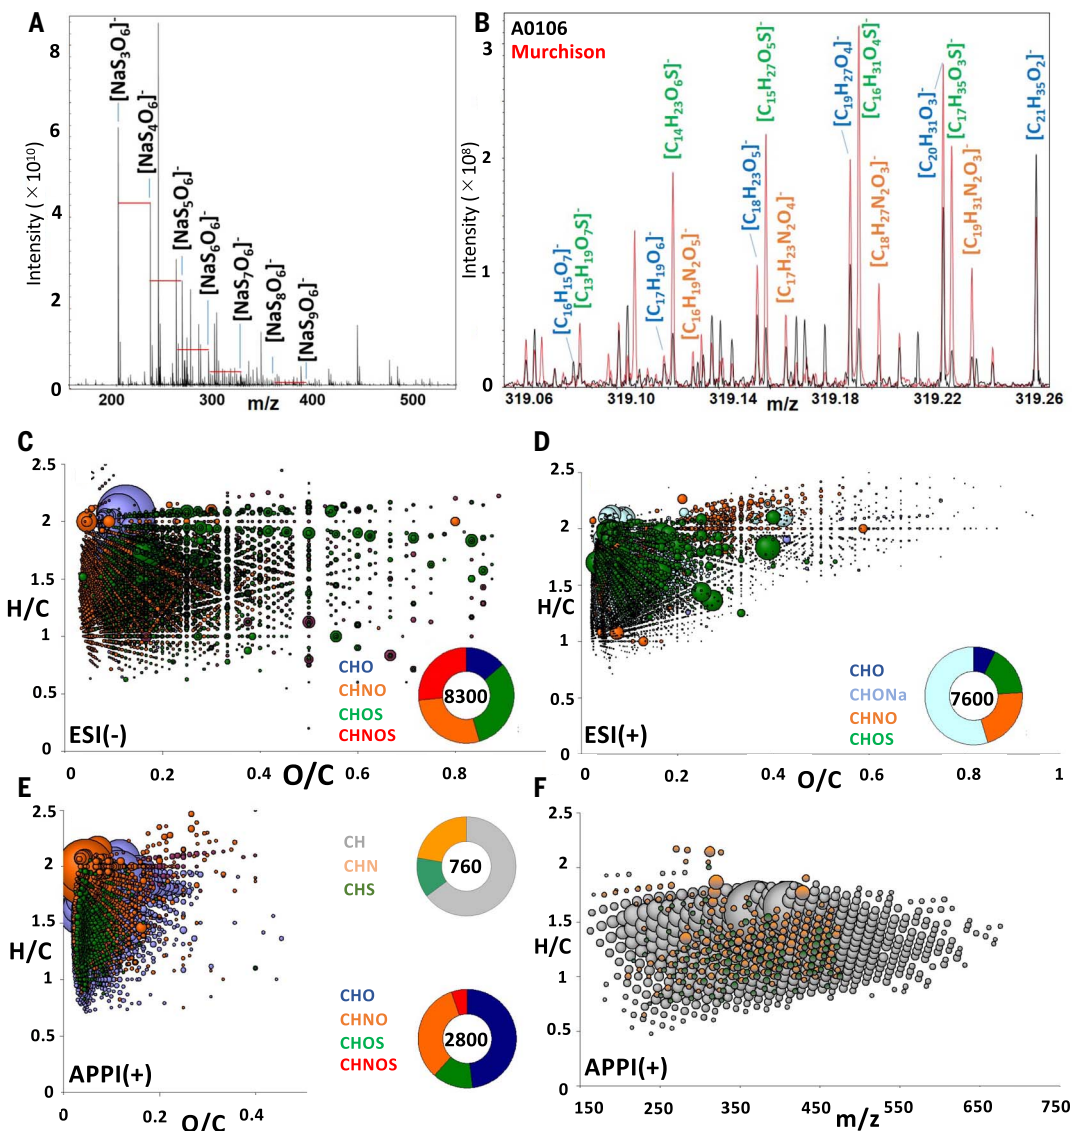 A
Intensity (×10¹⁰)
8
6
4
2
0
[NaS₃O₆]⁻
[NaS₄O₆]⁻
[NaS₅O₆]⁻
[NaS₆O₆]⁻
[NaS₇O₆]⁻
[NaS₈O₆]⁻
[NaS₉O₆]⁻
200 300 400 500
m/z
B
A0106
Murchison
Intensity (×10⁸)
3
2
1
0
[C₁₆H₁₅O₇]⁻
[C₁₃H₁₉O₇S]⁻
[C₁₇H₁₉O₆]⁻
[C₁₄H₂₃O₆S]⁻
[C₁₆H₁₉N₂O₅]⁻
[C₁₈H₂₃O₅]⁻
[C₁₅H₂₇O₅S]⁻
[C₁₇H₂₃N₂O₄]⁻
[C₁₉H₂₇O₄]⁻
[C₁₆H₃₁O₄S]⁻
[C₁₈H₂₇N₂O₃]⁻
[C₂₀H₃₁O₃]⁻
[C₁₇H₃₅O₃S]⁻
[C₁₉H₃₁N₂O₃]⁻
[C₂₁H₃₅O₂]⁻
319.06 319.10 319.14 319.18 319.22 319.26
m/z
C
2.5
2
1.5
H/C
1
0.5
0
CHO
CHNO
CHOS
CHNOS
8300
ESI(-)
0 0.2 0.4 0.6 0.8
O/C
D
2.5
2
1.5
H/C
1
0.5
0
CHO
CHONa
CHNO
CHOS
7600
ESI(+)
0 0.2 0.4 0.6 0.8 1
O/C
E
2.5
2
1.5
H/C
1
0.5
0
CH
CHN
CHS
760
CHO
CHNO
CHOS
CHNOS
2800
APPI(+)
0 0.2 0.4
O/C
F
2.5
2
1.5
H/C
1
0.5
0
APPI(+)
150 250 350 450 550 650 750
m/z